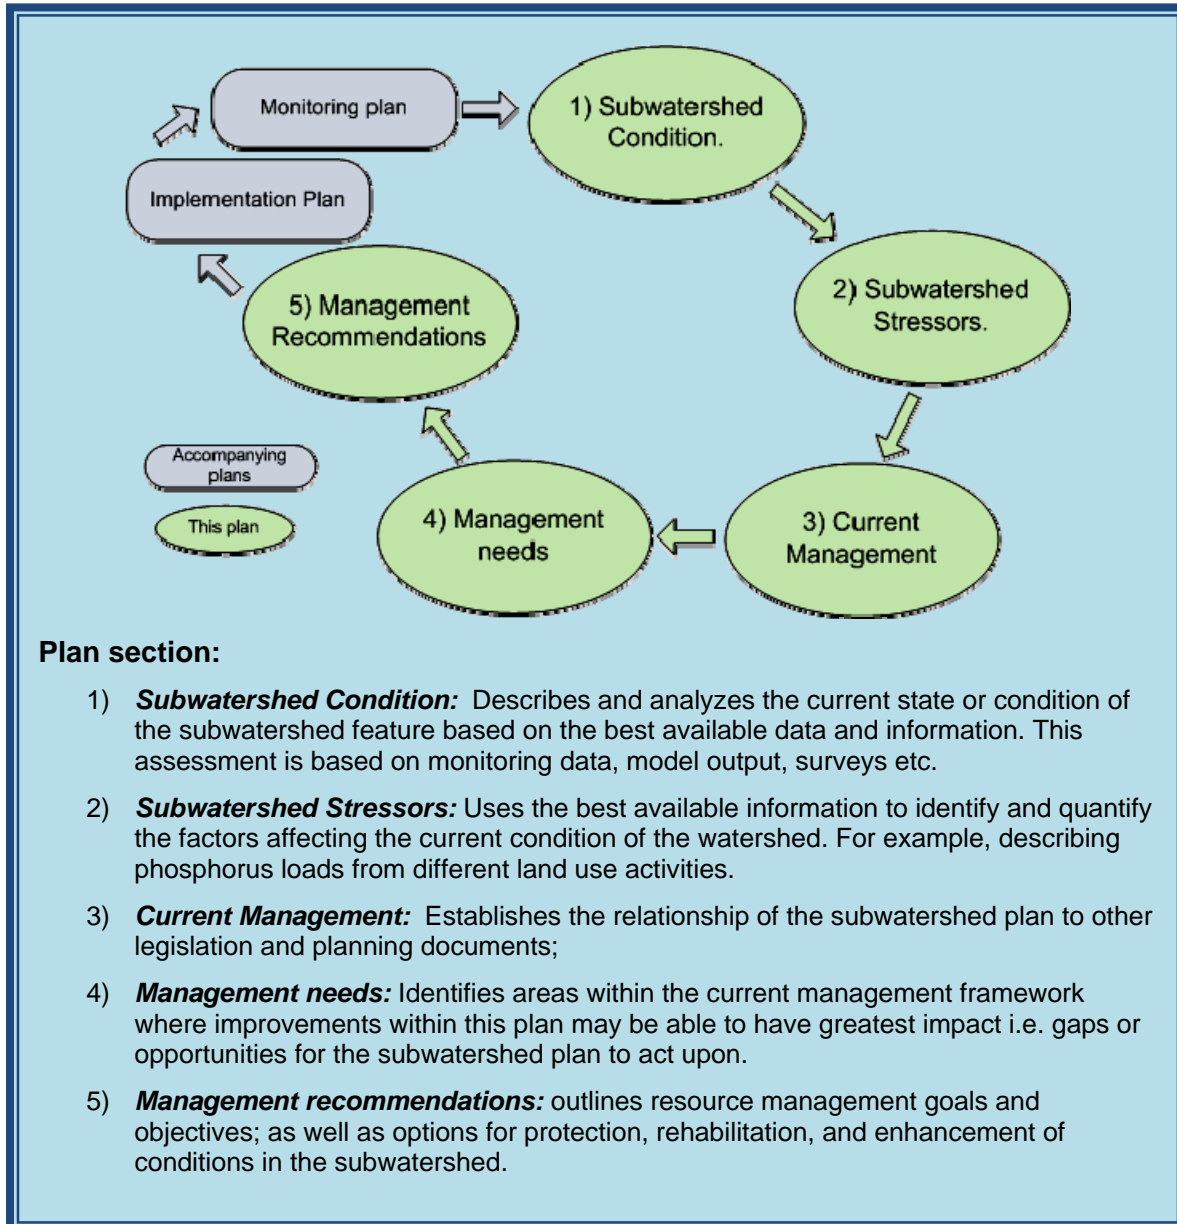 Monitoring plan
1) Subwatershed
Condition.
Implementation Plan
2) Subwatershed
Stressors.
5) Management
Recommendations
Accompanying
plans
This plan
4) Management
needs
3) Current
Management
Plan section:
1) Subwatershed Condition: Describes and analyzes the current state or condition of
the subwatershed feature based on the best available data and information. This
assessment is based on monitoring data, model output, surveys etc.
2) Subwatershed Stressors: Uses the best available information to identify and quantify
the factors affecting the current condition of the watershed. For example, describing
phosphorus loads from different land use activities.
3) Current Management: Establishes the relationship of the subwatershed plan to other
legislation and planning documents;
4) Management needs: Identifies areas within the current management framework
where improvements within this plan may be able to have greatest impact i.e. gaps or
opportunities for the subwatershed plan to act upon.
5) Management recommendations: outlines resource management goals and
objectives; as well as options for protection, rehabilitation, and enhancement of
conditions in the subwatershed.